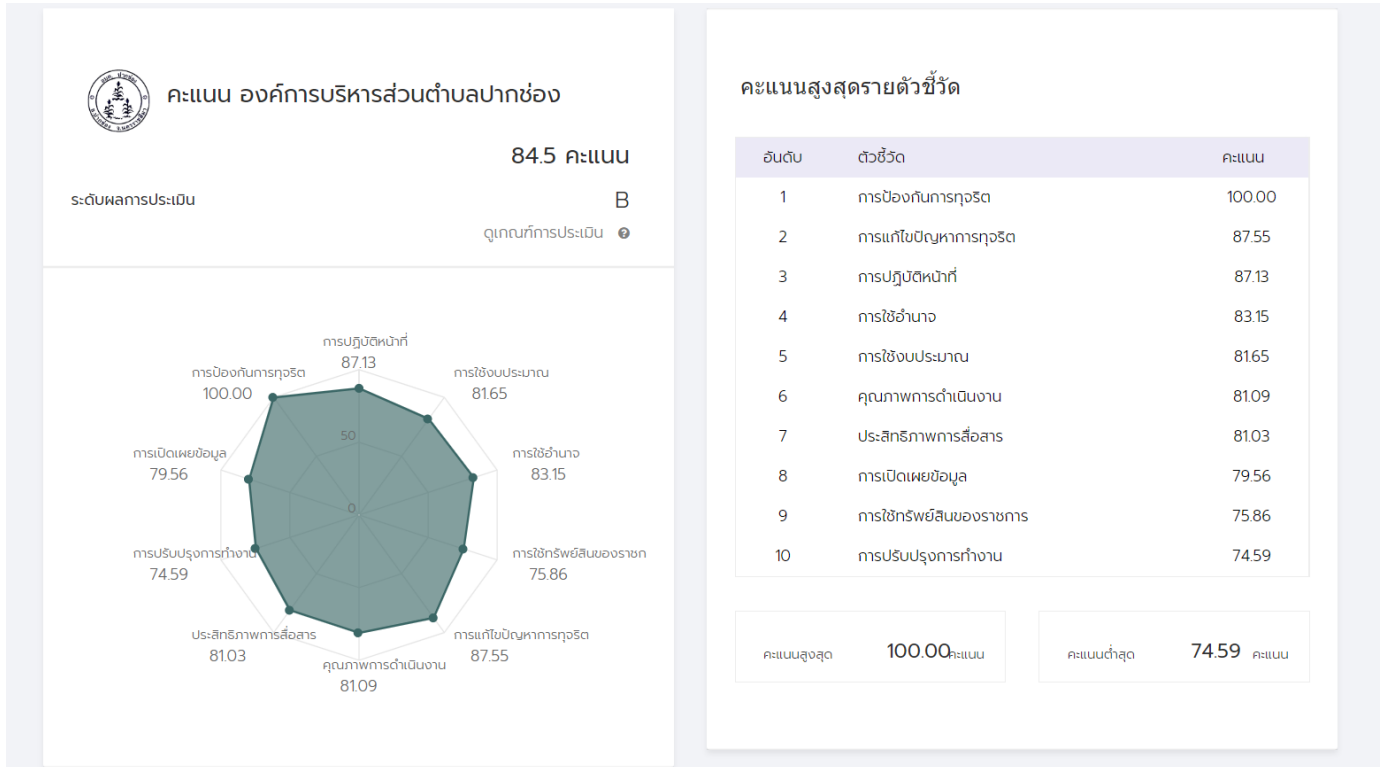 คะแนน องค์การบริหารส่วนตำบลปากช่อง
84.5 คะแนน
ระดับผลการประเมิน B
ดูเกณฑ์การประเมิน ?
การปฏิบัติหน้าที่
87.13
การป้องกันการทุจริต
100.00
การใช้งบประมาณ
81.65
50
การเปิดเผยข้อมูล
79.56
การใช้อำนาจ
83.15
0
การปรับปรุงการทำงาน
74.59
การใช้ทรัพย์สินของราชก
75.86
ประสิทธิภาพการสื่อสาร
81.03
การแก้ไขปัญหาการทุจริต
87.55
คุณภาพการดำเนินงาน
81.09
คะแนนสูงสุดรายตัวชี้วัด
อันดับ ตัวชี้วัด คะแนน
1 การป้องกันการทุจริต 100.00
2 การแก้ไขปัญหาการทุจริต 87.55
3 การปฏิบัติหน้าที่ 87.13
4 การใช้อำนาจ 83.15
5 การใช้งบประมาณ 81.65
6 คุณภาพการดำเนินงาน 81.09
7 ประสิทธิภาพการสื่อสาร 81.03
8 การเปิดเผยข้อมูล 79.56
9 การใช้ทรัพย์สินของราชการ 75.86
10 การปรับปรุงการทำงาน 74.59
คะแนนสูงสุด 100.00 คะแนน
คะแนนต่ำสุด 74.59 คะแนน